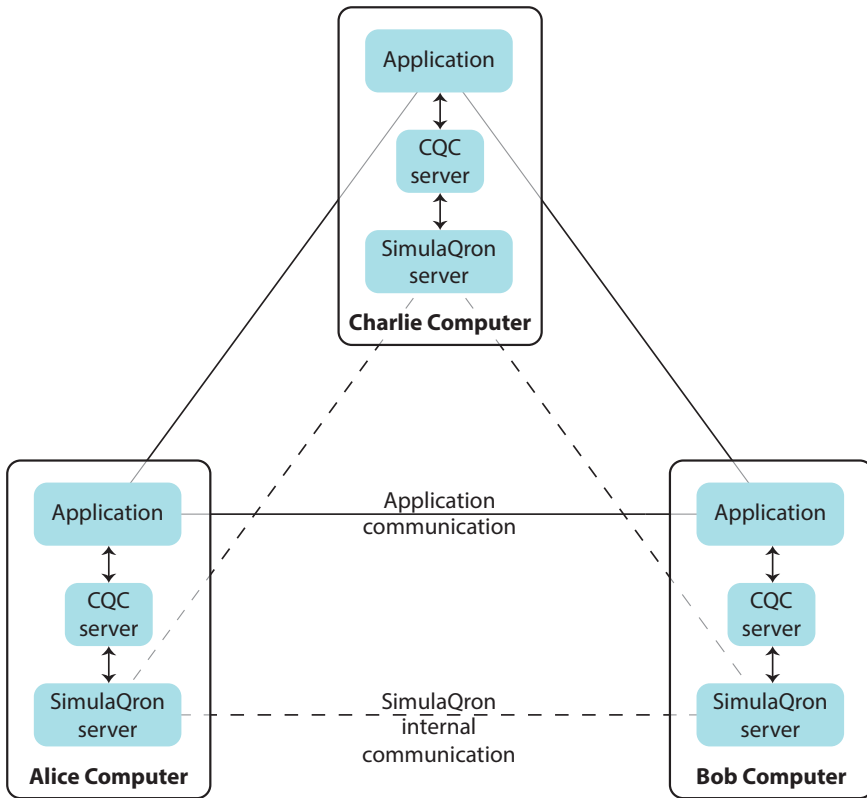 Application
CQC
server
SimulaQron
server
Charlie Computer
Application
CQC
server
SimulaQron
server
Alice Computer
Application
communication
SimulaQron
internal
communication
Application
CQC
server
SimulaQron
server
Bob Computer